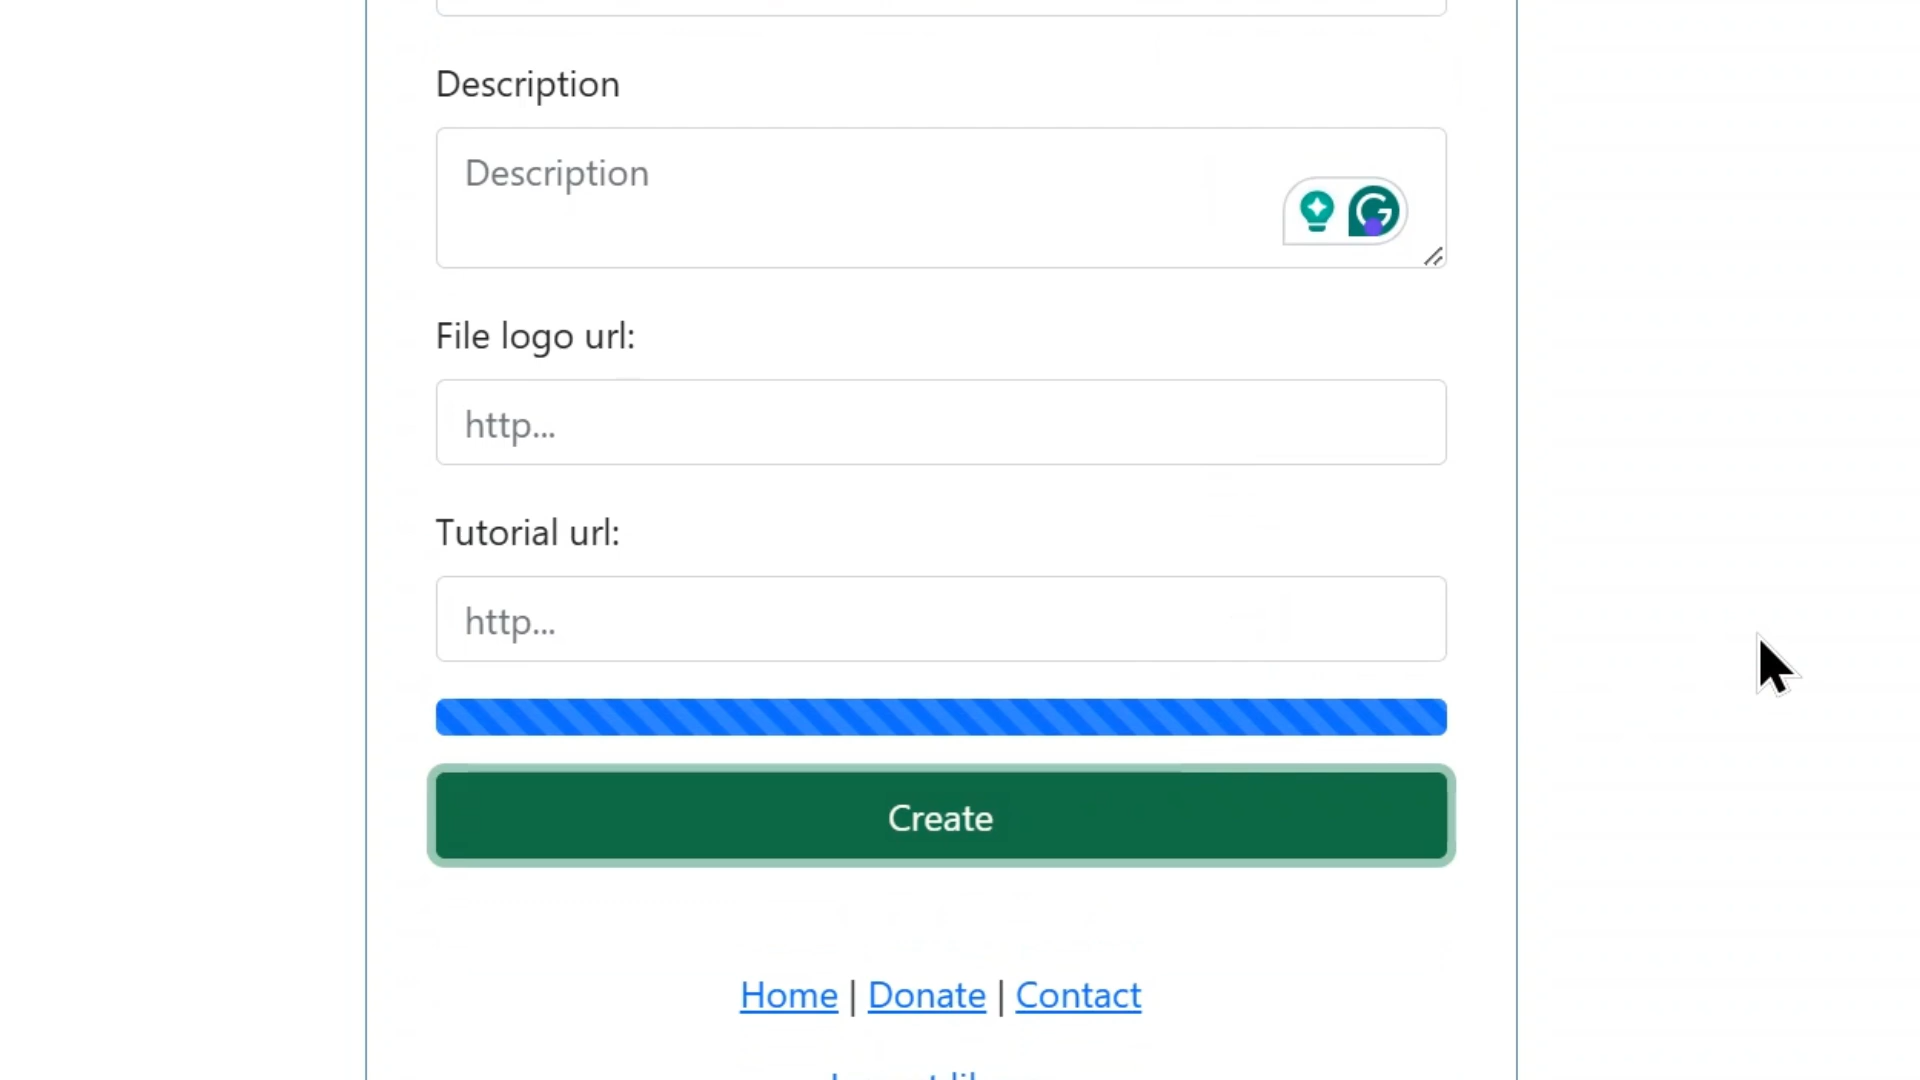 Description
Description
File logo url:
http...
Tutorial url:
http...
Create
Home | Donate | Contact